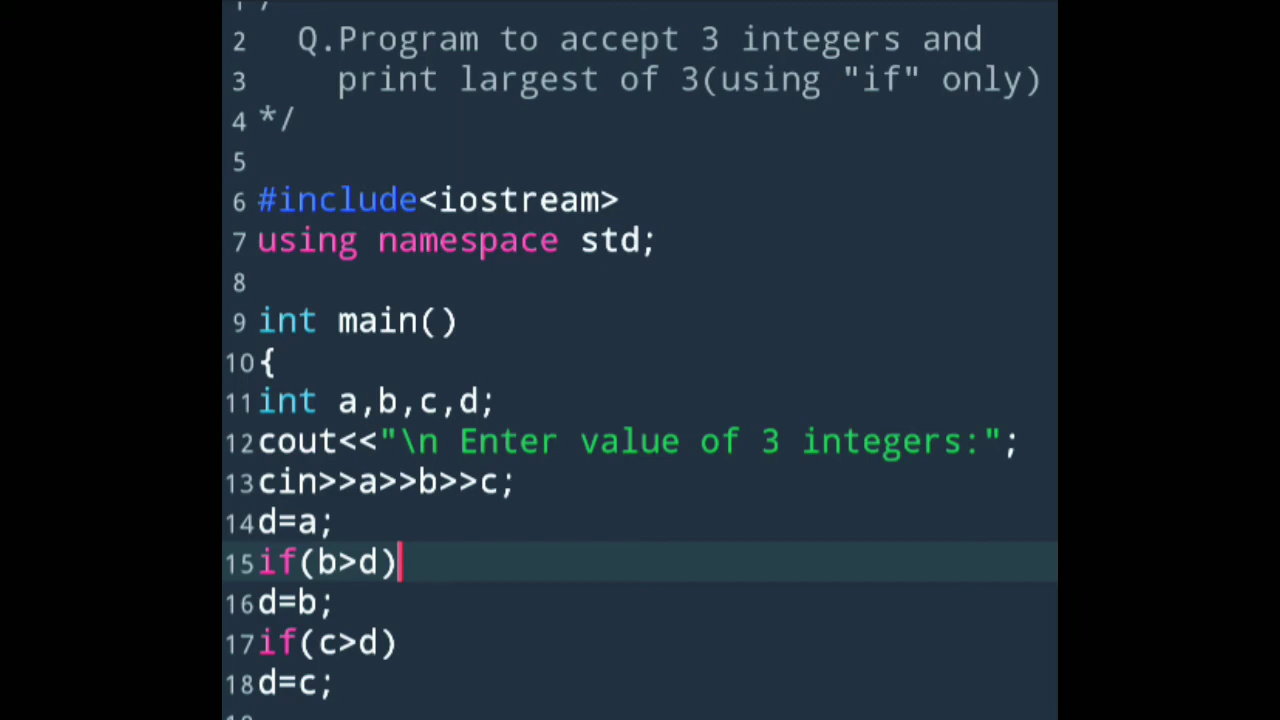 1 /
2 Q.Program to accept 3 integers and
3 print largest of 3(using "if" only)
4 */
5
6 #include<iostream>
7 using namespace std;
8
9 int main()
10 {
11 int a,b,c,d;
12 cout<<"\n Enter value of 3 integers:";
13 cin>>a>>b>>c;
14 d=a;
15 if(b>d)
16 d=b;
17 if(c>d)
18 d=c;